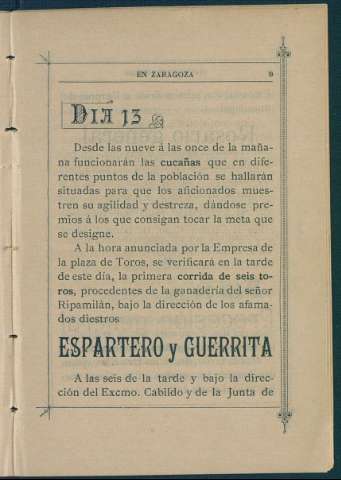 EN ZARAGOZA 9
DIÁ 13
Desde las nueve á las once de la maña-
na funcionarán las cucañas que en dife-
rentes puntos de la población se hallarán
situadas para que los aficionados mues-
tren su agilidad y destreza, dándose pre-
mios á los que consigan tocar la meta que
se designe.
A la hora anunciada por la Empresa de
la plaza de Toros, se verificará en la tarde
de este día, la primera corrida de seis to-
ros, procedentes de la ganadería del señor
Ripamilán, bajo la dirección de los afama-
dos diestros
ESPARTERO y GUERRITA
A las seis de la tarde y bajo la direc-
ción del Excmo. Cabildo y de la Junta de